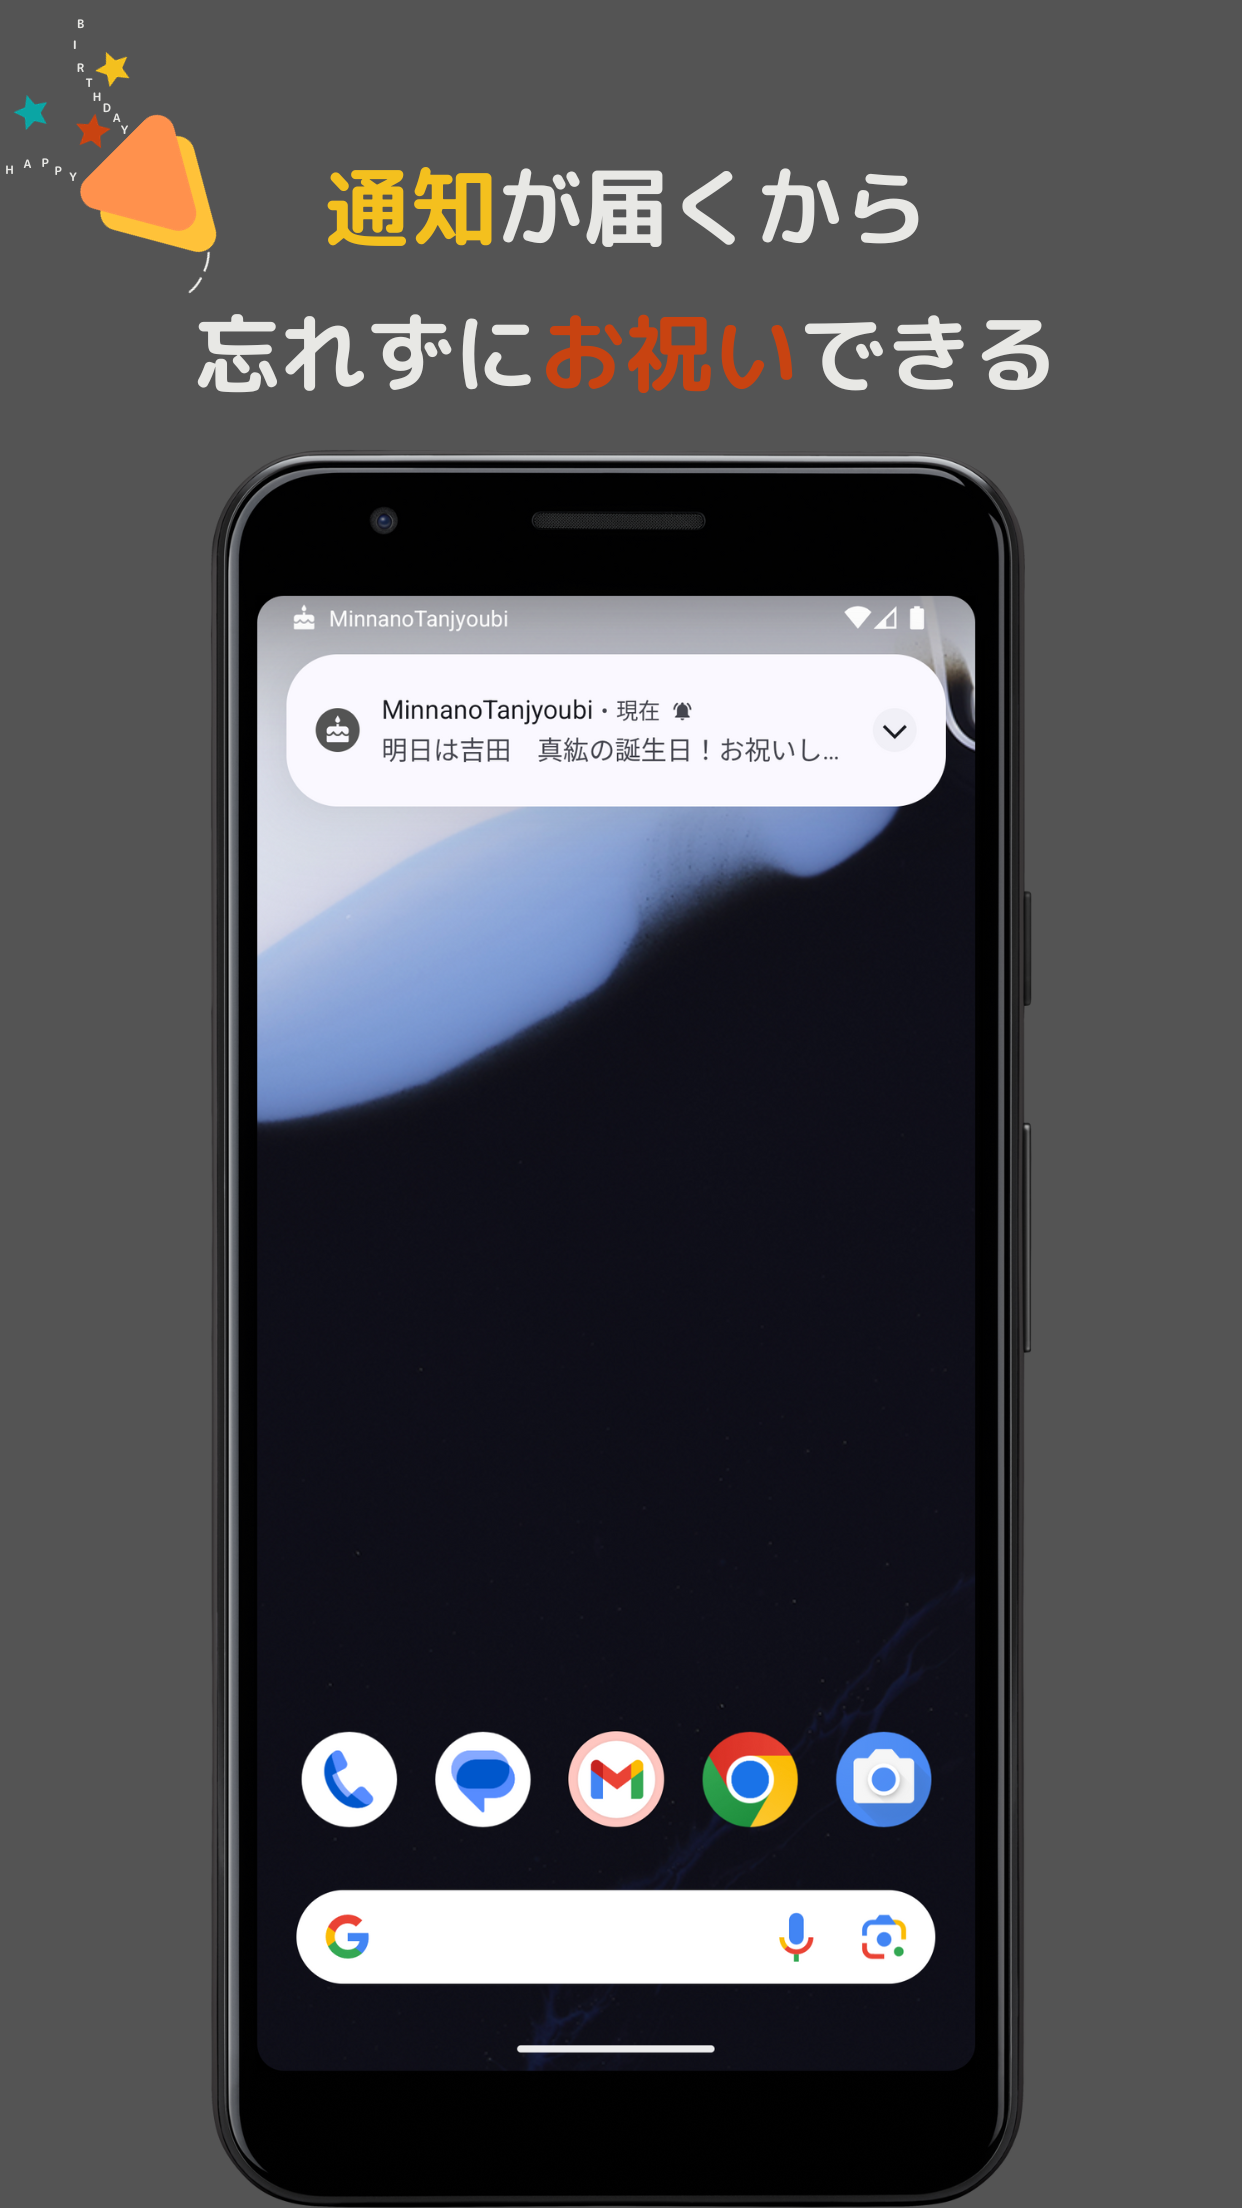 BIRTHDAY
HAPPY
通知が届くから
忘れずにお祝いできる
MinnanoTanjyoubi
MinnanoTanjyoubi・現在
明日は吉田　真紘の誕生日！お祝いし...